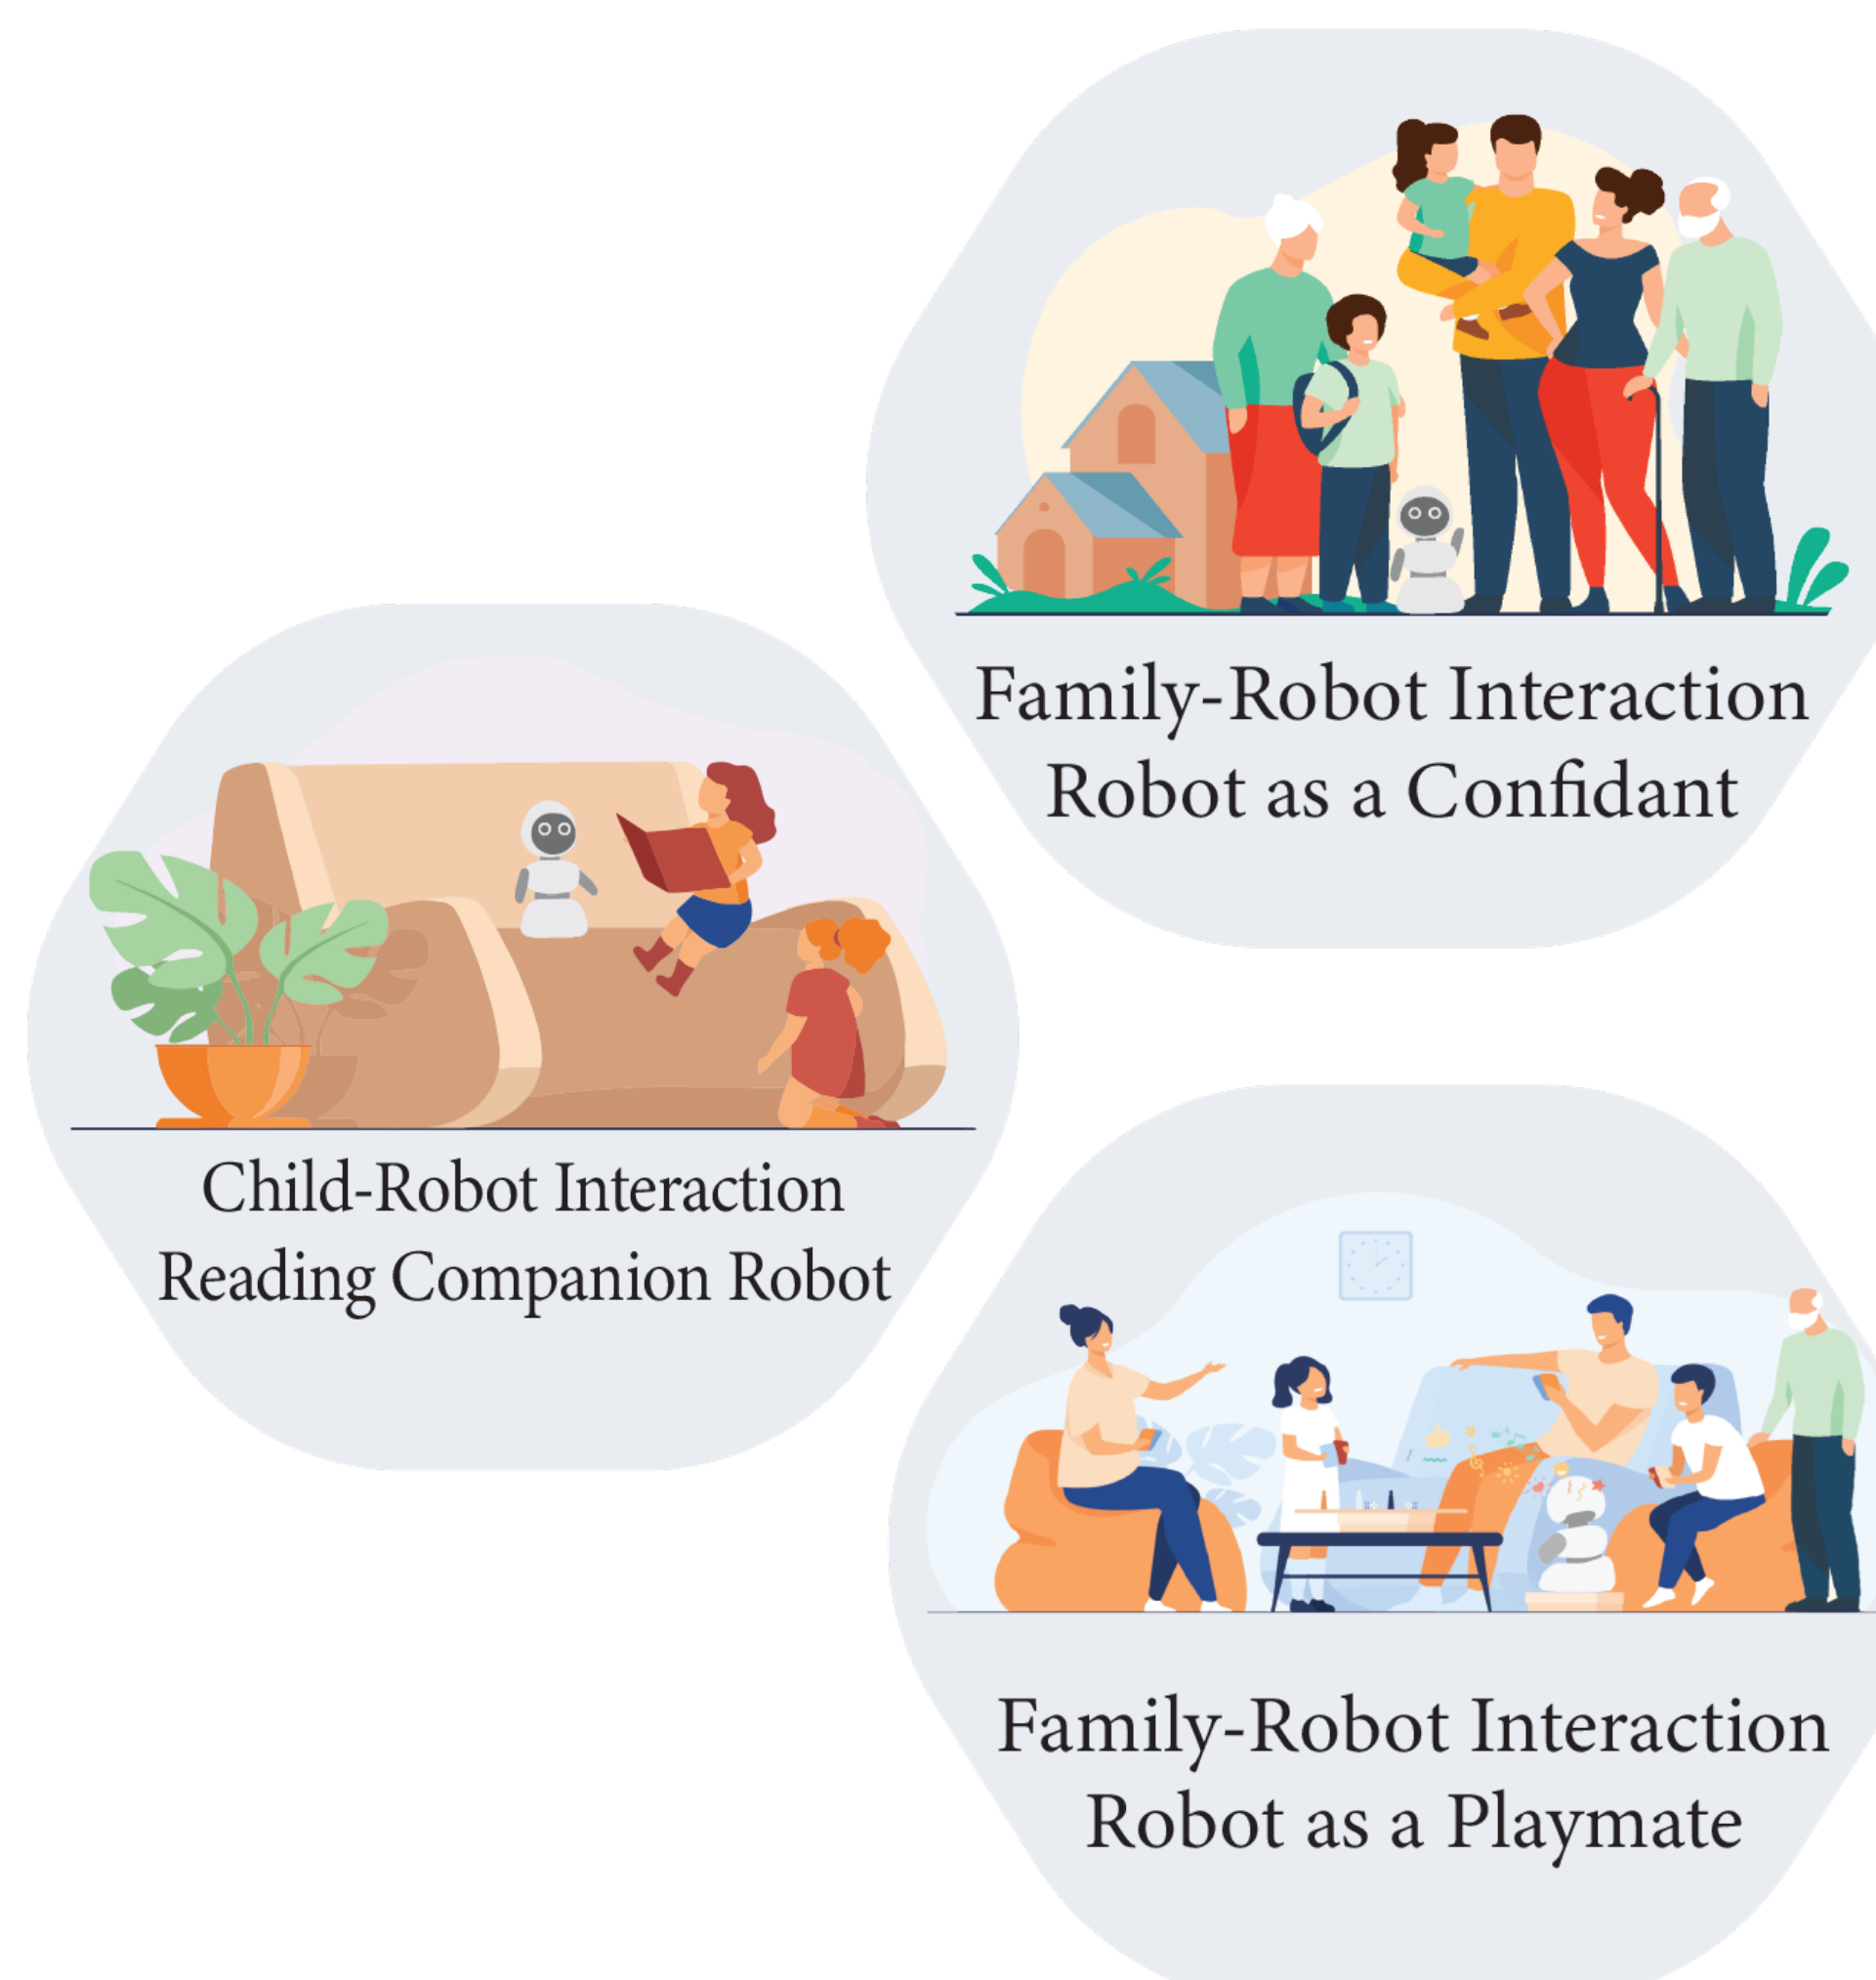 Family-Robot Interaction
Robot as a Confidant
Child-Robot Interaction
Reading Companion Robot
Family-Robot Interaction
Robot as a Playmate